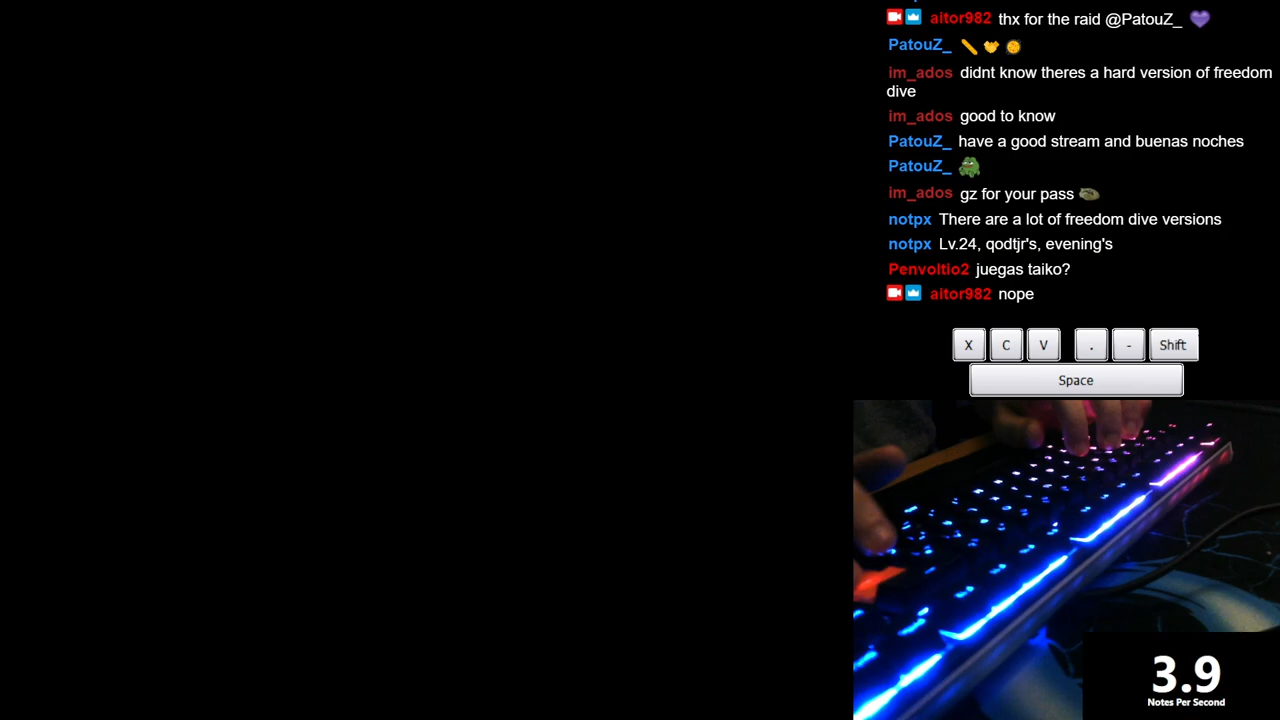 aitor982 thx for the raid @PatouZ_
PatouZ_
im_ados didnt know theres a hard version of freedom
dive
im_ados good to know
PatouZ_ have a good stream and buenas noches
PatouZ_
im_ados gz for your pass
notpx There are a lot of freedom dive versions
notpx Lv.24, qodtjr's, evening's
Penvoltio2 juegas taiko?
aitor982 nope
X C V . - Shift
Space
3.9
Notes Per Second